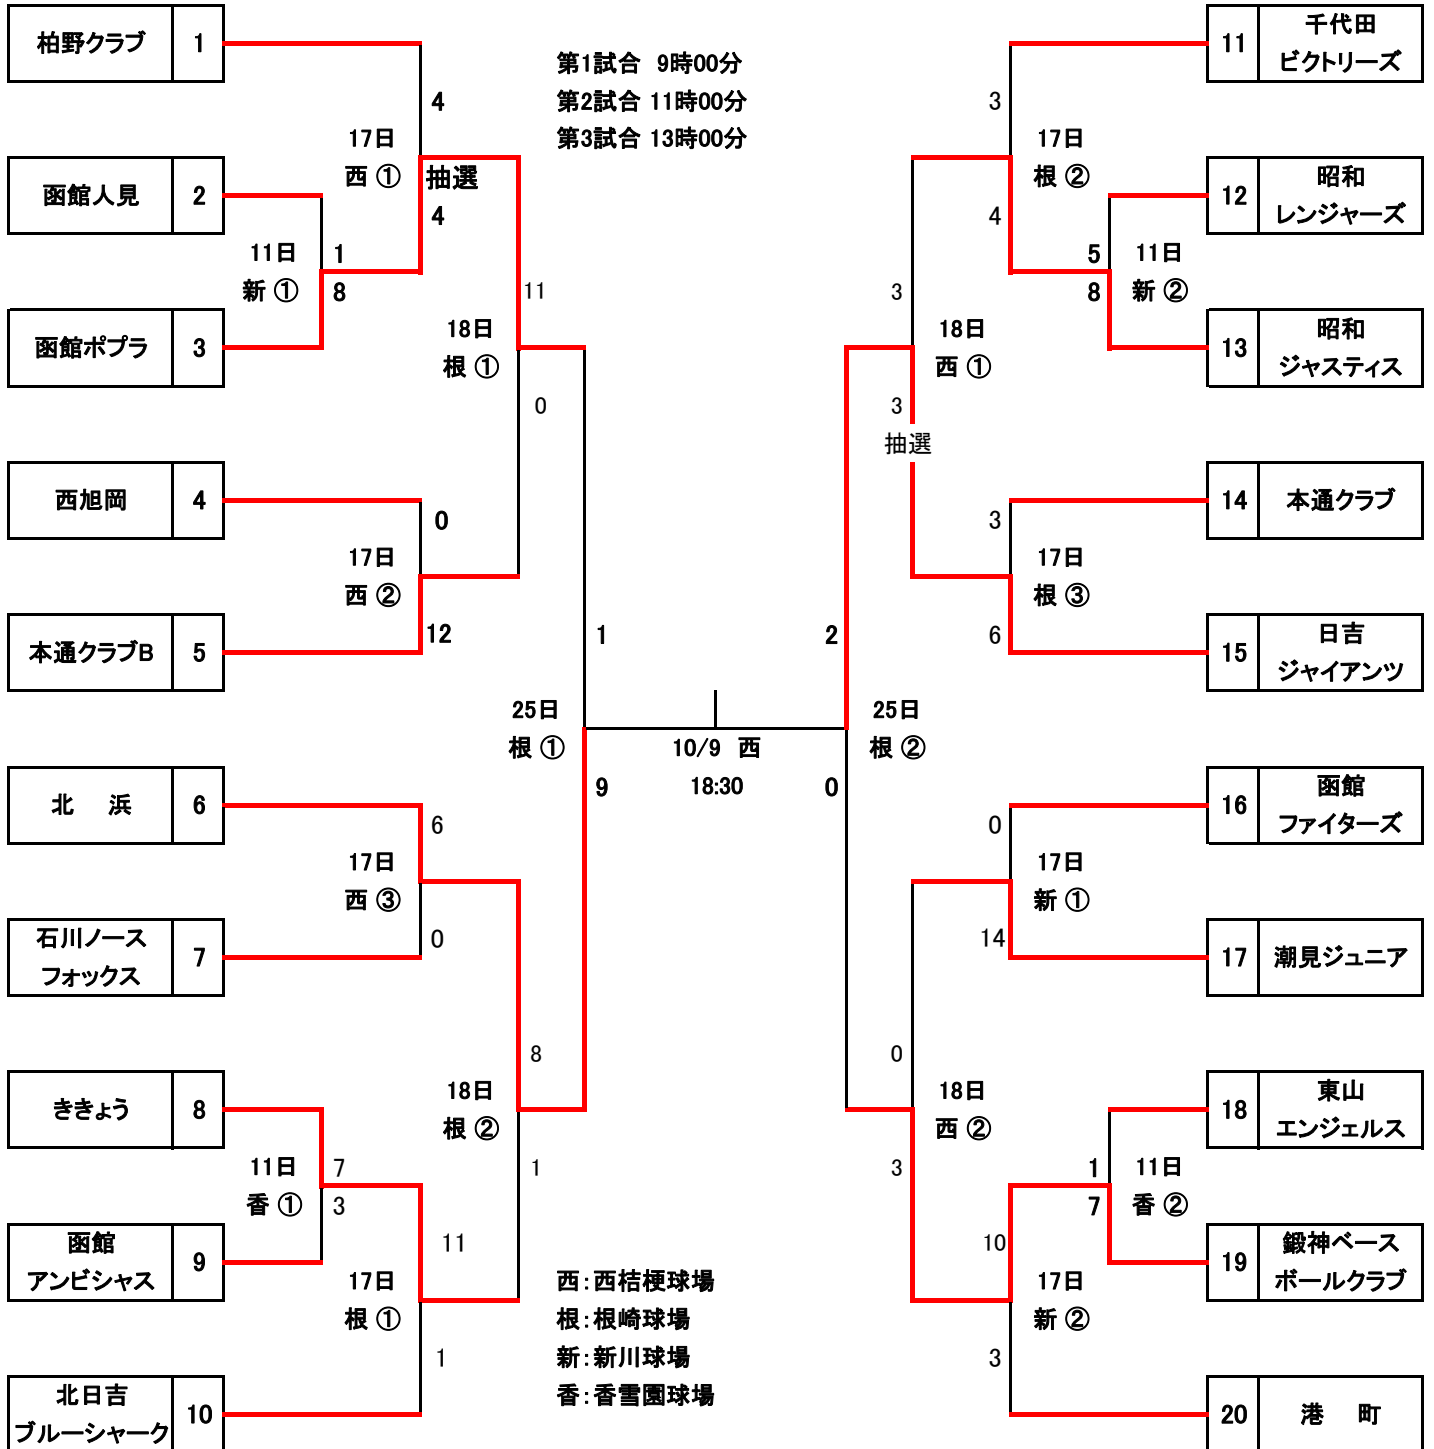 柏野クラブ 1
函館人見 2
函館ポプラ 3
西旭岡 4
本通クラブB 5
北 浜 6
石川ノース
フォックス 7
ききょう 8
函館
アンビシャス 9
北日吉
ブルーシャーク 10
第1試合 9時00分
第2試合 11時00分
第3試合 13時00分
4
17日
西 ①
抽選
4
11日
新 ①
1
8
11
18日
根 ①
0
0
17日
西 ②
12
1
25日
根 ①
9
6
17日
西 ③
0
8
18日
根 ②
1
7
11日
香 ①
3
11
17日
根 ①
1
10/9 西
18:30
西:西桔梗球場
根:根崎球場
新:新川球場
香:香雪園球場
3
17日
根 ②
4
5
11日
新 ②
8
3
18日
西 ①
3
抽選
3
17日
根 ③
6
2
25日
根 ②
0
0
17日
新 ①
14
0
18日
西 ②
3
1
11日
香 ②
7
10
17日
新 ②
3
11 千代田
ビクトリーズ
12 昭和
レンジャーズ
13 昭和
ジャスティス
14 本通クラブ
15 日吉
ジャイアンツ
16 函館
ファイターズ
17 潮見ジュニア
18 東山
エンジェルス
19 鍛神ベース
ボールクラブ
20 港 町